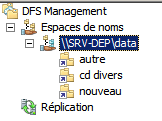 DFS Management
Espaces de noms
\\SRV-DEP\data
autre
cd divers
nouveau
Réplication